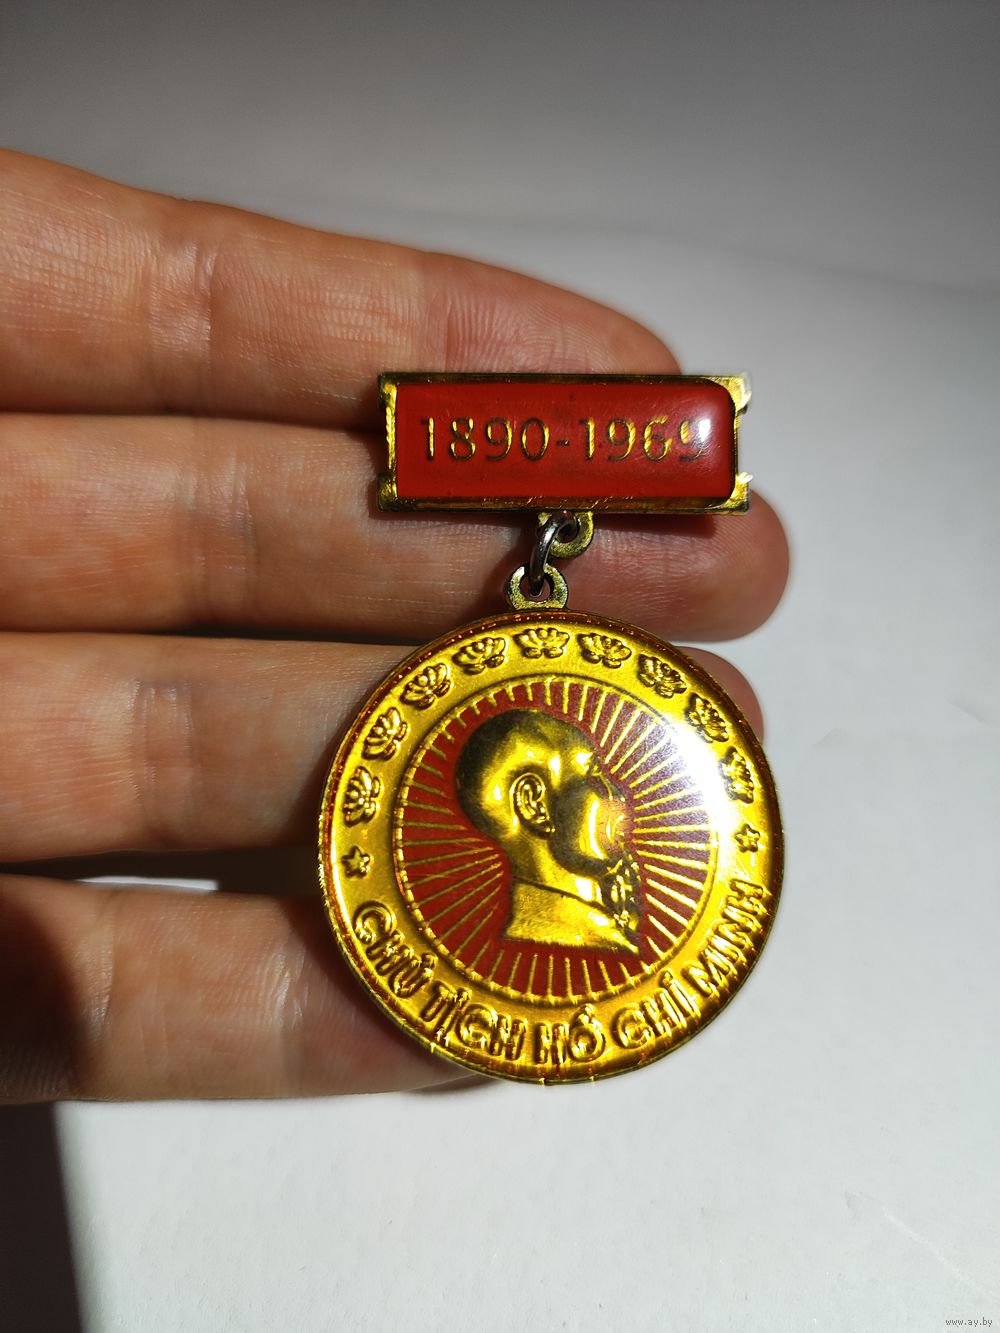 1890-1969
CHỦ TỊCH HỒ CHÍ MINH
www.ay.by